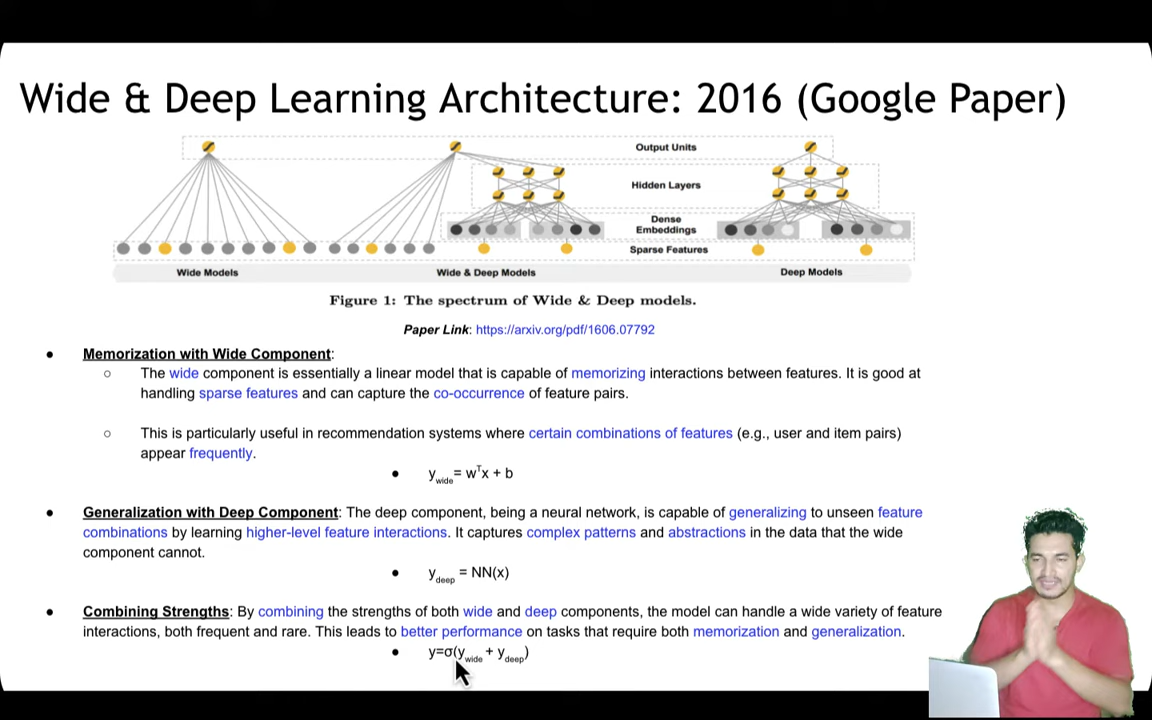 Wide & Deep Learning Architecture: 2016 (Google Paper)
Output Units
Hidden Layers
Dense
Embeddings
Sparse Features
Wide Models
Wide & Deep Models
Deep Models
Figure 1: The spectrum of Wide & Deep models.
Paper Link: https://arxiv.org/pdf/1606.07792
● Memorization with Wide Component:
○ The wide component is essentially a linear model that is capable of memorizing interactions between features. It is good at
handling sparse features and can capture the co-occurrence of feature pairs.
○ This is particularly useful in recommendation systems where certain combinations of features (e.g., user and item pairs)
appear frequently.
● y_wide = w^T x + b
● Generalization with Deep Component: The deep component, being a neural network, is capable of generalizing to unseen feature
combinations by learning higher-level feature interactions. It captures complex patterns and abstractions in the data that the wide
component cannot.
● y_deep = NN(x)
● Combining Strengths: By combining the strengths of both wide and deep components, the model can handle a wide variety of feature
interactions, both frequent and rare. This leads to better performance on tasks that require both memorization and generalization.
● y=σ(y_wide + y_deep)